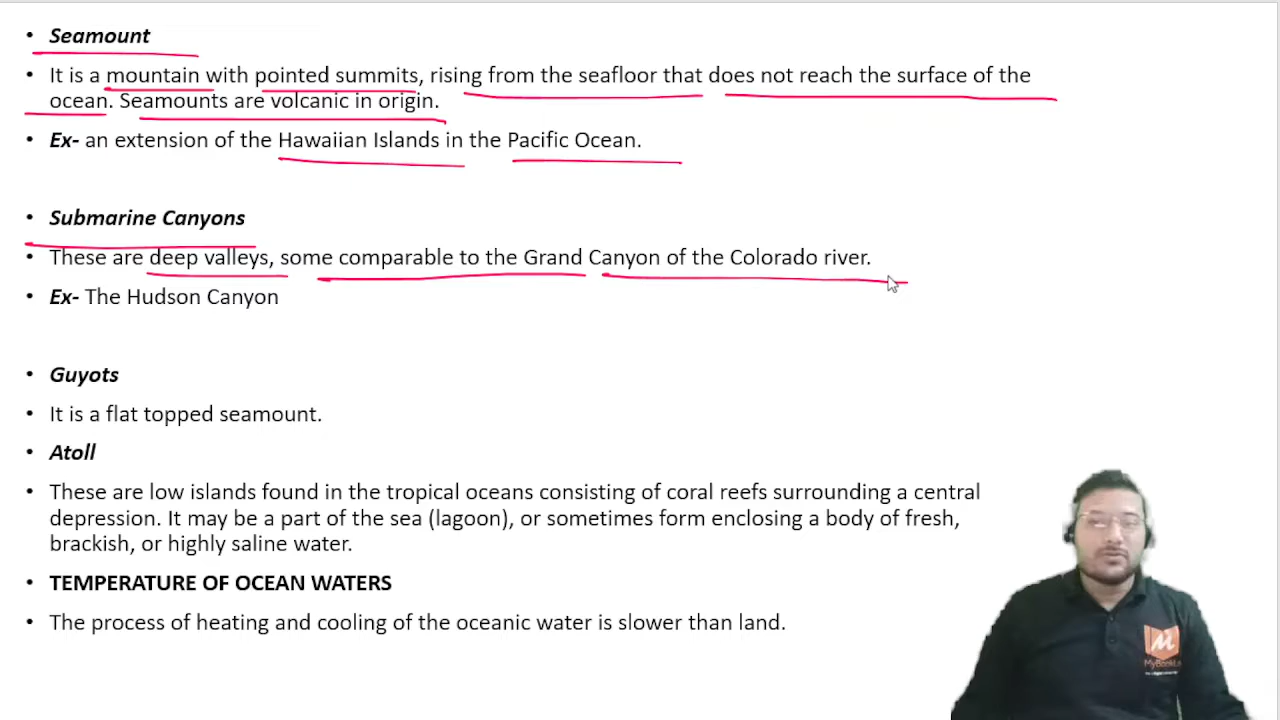 • Seamount
• It is a mountain with pointed summits, rising from the seafloor that does not reach the surface of the
ocean. Seamounts are volcanic in origin.
• Ex- an extension of the Hawaiian Islands in the Pacific Ocean.
• Submarine Canyons
• These are deep valleys, some comparable to the Grand Canyon of the Colorado river.
• Ex- The Hudson Canyon
• Guyots
• It is a flat topped seamount.
• Atoll
• These are low islands found in the tropical oceans consisting of coral reefs surrounding a central
depression. It may be a part of the sea (lagoon), or sometimes form enclosing a body of fresh,
brackish, or highly saline water.
• TEMPERATURE OF OCEAN WATERS
• The process of heating and cooling of the oceanic water is slower than land.